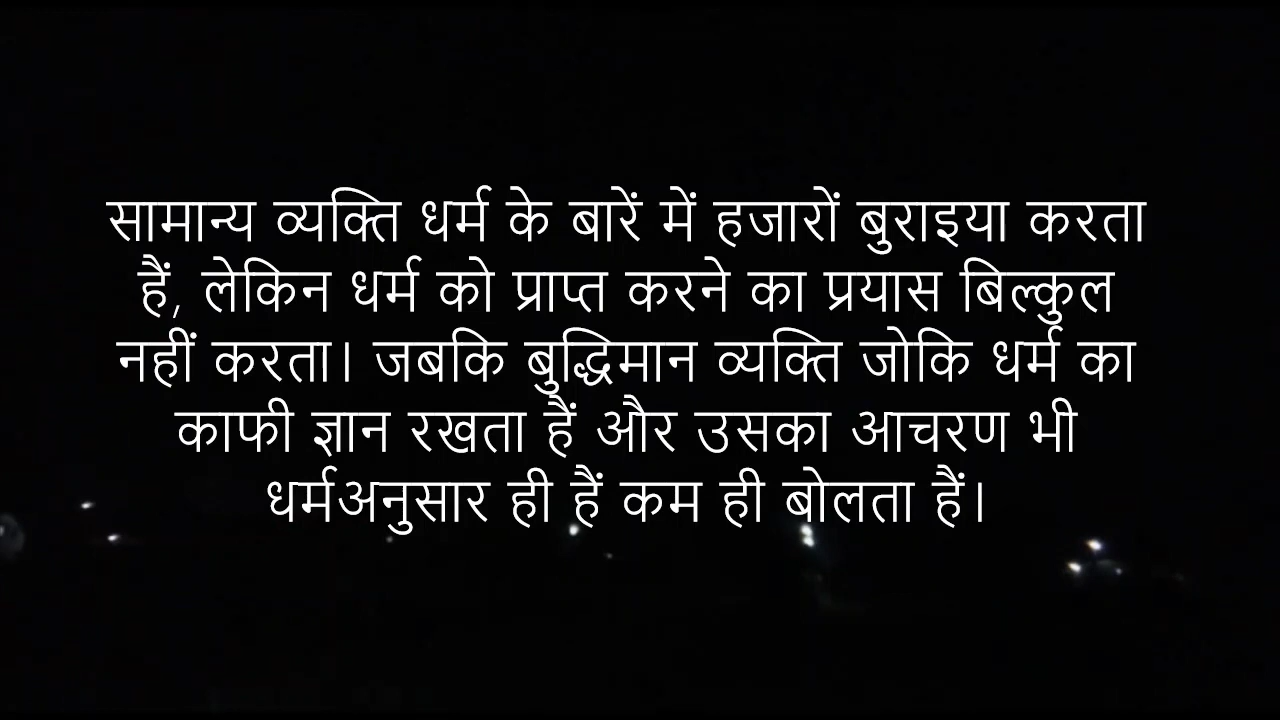 सामान्य व्यक्ति धर्म के बारें में हजारों बुराइया करता
हैं, लेकिन धर्म को प्राप्त करने का प्रयास बिल्कुल
नहीं करता। जबकि बुद्धिमान व्यक्ति जोकि धर्म का
काफी ज्ञान रखता हैं और उसका आचरण भी
धर्मअनुसार ही हैं कम ही बोलता हैं।